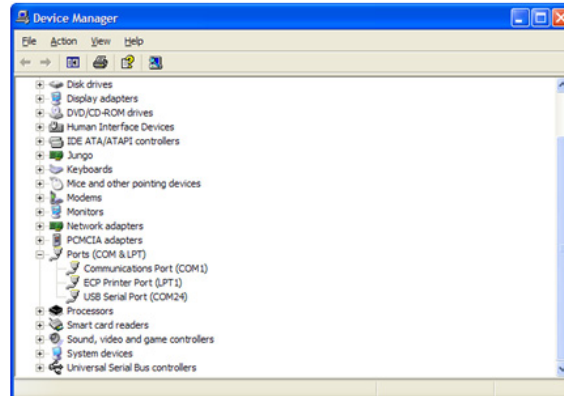 Device Manager
File Action View Help
Disk drives
Display adapters
DVD/CD-ROM drives
Human Interface Devices
IDE ATA/ATAPI controllers
Jungo
Keyboards
Mice and other pointing devices
Modems
Monitors
Network adapters
PCMCIA adapters
Ports (COM & LPT)
Communications Port (COM1)
ECP Printer Port (LPT1)
USB Serial Port (COM24)
Processors
Smart card readers
Sound, video and game controllers
System devices
Universal Serial Bus controllers